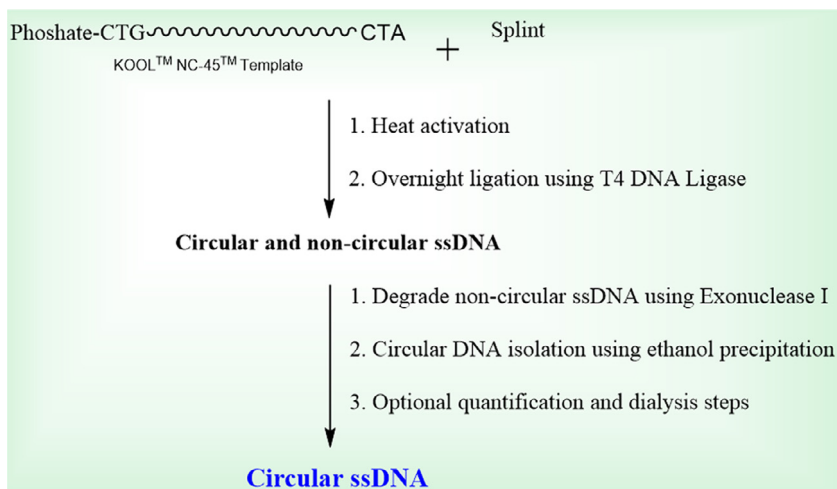 Phoshate-CTG CTA + Splint
KOOL™ NC-45™ Template
1. Heat activation
2. Overnight ligation using T4 DNA Ligase
Circular and non-circular ssDNA
1. Degrade non-circular ssDNA using Exonuclease I
2. Circular DNA isolation using ethanol precipitation
3. Optional quantification and dialysis steps
Circular ssDNA